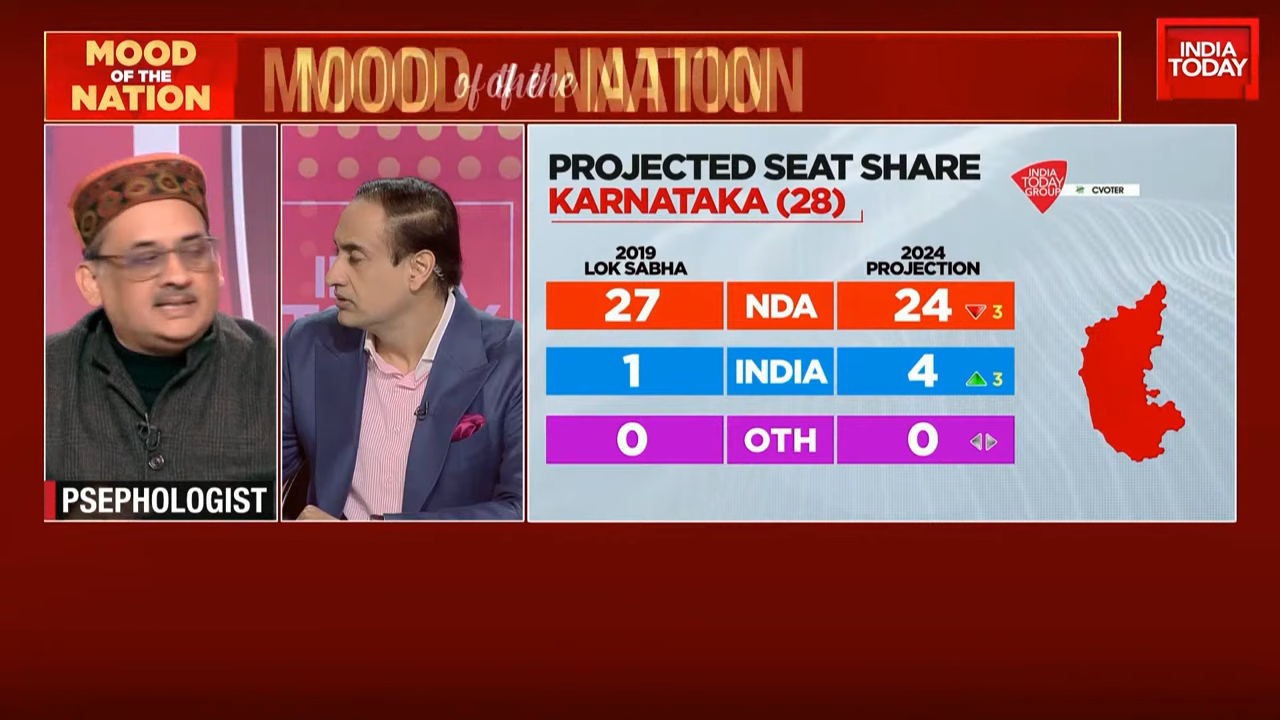 MOOD
OF THE
NATION
MOOD of the NATION
INDIA
TODAY
PSEPHOLOGIST
PROJECTED SEAT SHARE
KARNATAKA (28)
INDIA
TODAY
GROUP
CVOTER
2019
LOK SABHA
2024
PROJECTION
27 NDA 24 3
1 INDIA 4 3
0 OTH 0